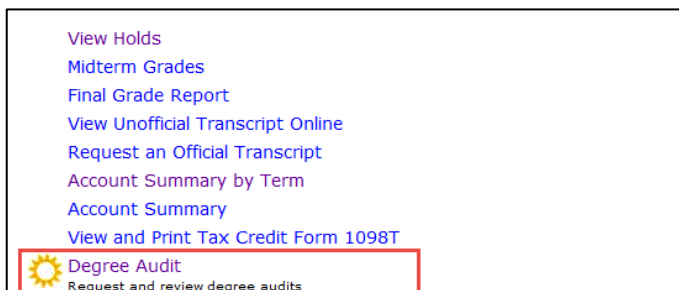 View Holds
Midterm Grades
Final Grade Report
View Unofficial Transcript Online
Request an Official Transcript
Account Summary by Term
Account Summary
View and Print Tax Credit Form 1098T
Degree Audit
Request and review degree audits